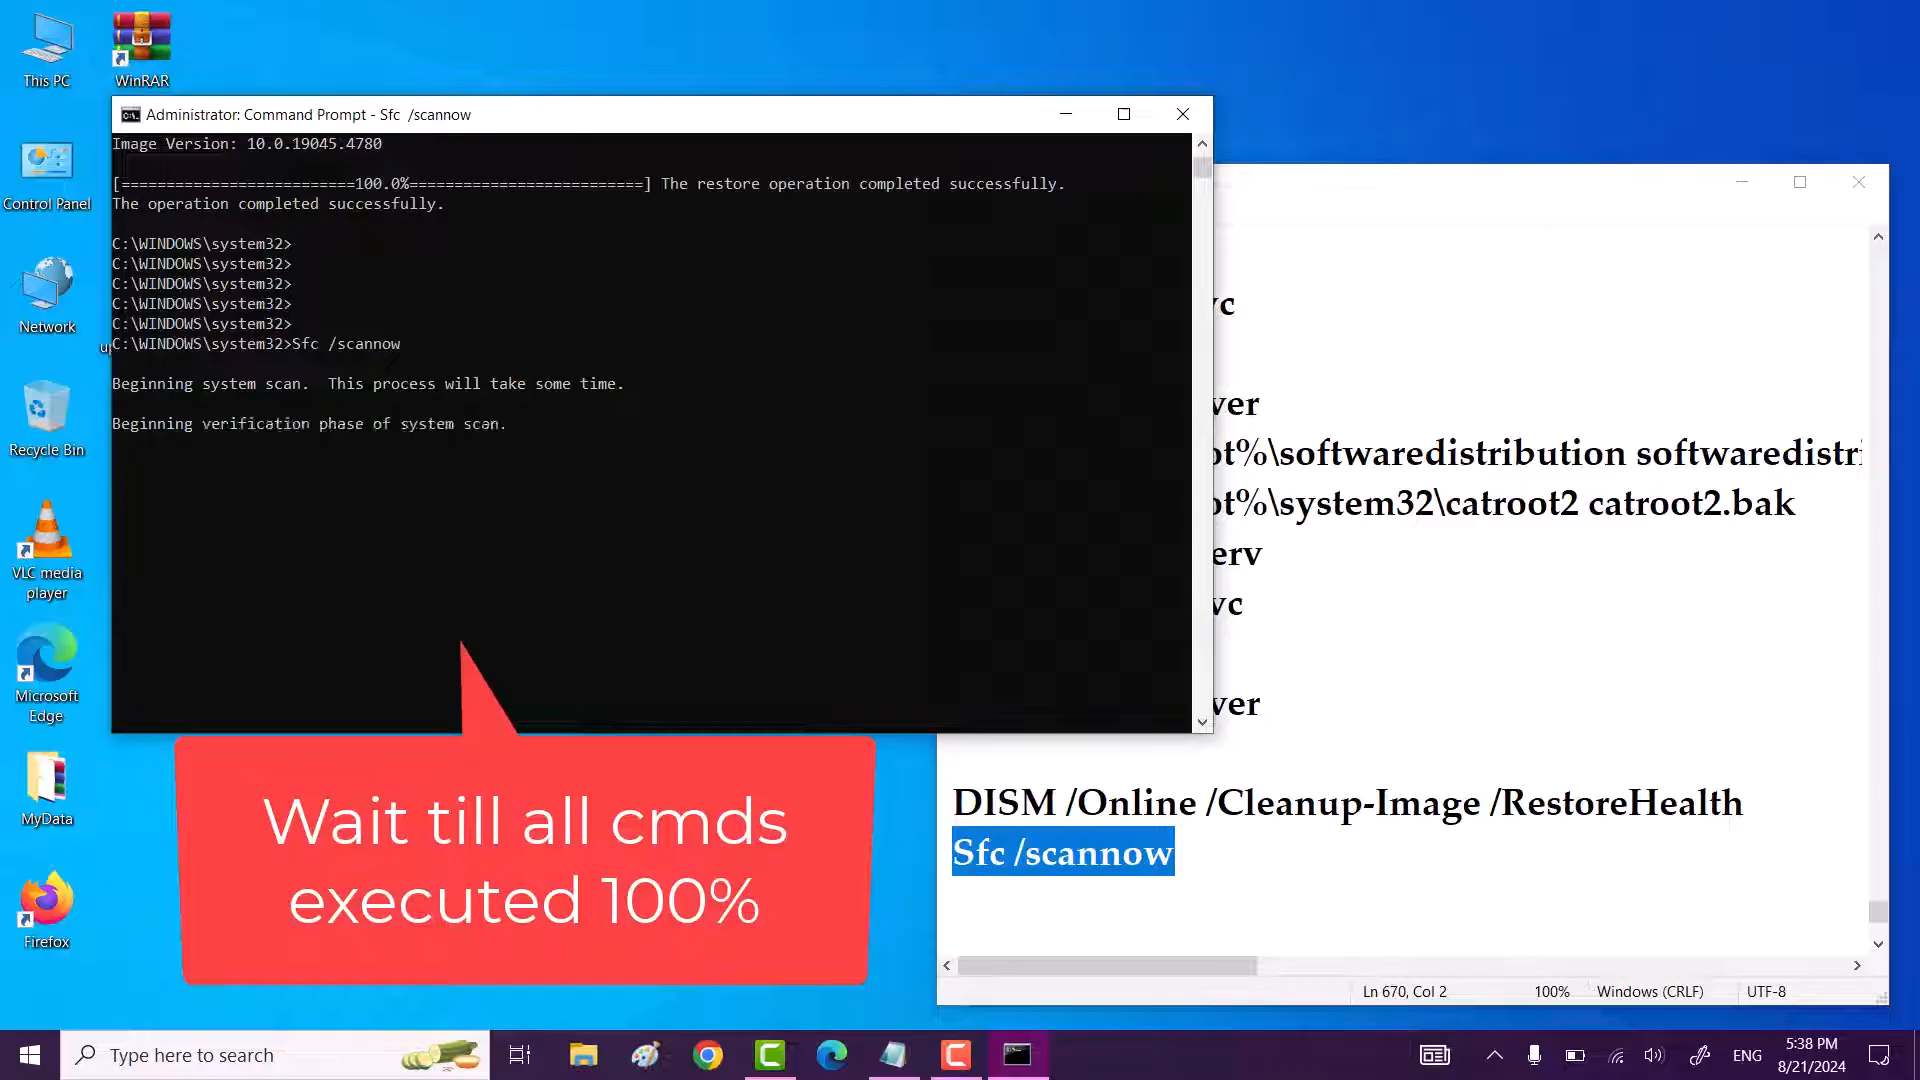 This PC
WinRAR
Control Panel
Network
Recycle Bin
VLC media
player
Microsoft
Edge
MyData
Firefox
Administrator: Command Prompt - Sfc /scannow
Image Version: 10.0.19045.4780
[==========================100.0%==========================] The restore operation completed successfully.
The operation completed successfully.
C:\WINDOWS\system32>
C:\WINDOWS\system32>
C:\WINDOWS\system32>
C:\WINDOWS\system32>
C:\WINDOWS\system32>
C:\WINDOWS\system32>Sfc /scannow
Beginning system scan. This process will take some time.
Beginning verification phase of system scan.
Wait till all cmds
executed 100%
vc
ver
ot%\softwaredistribution softwaredistri
ot%\system32\catroot2 catroot2.bak
erv
vc
ver
DISM /Online /Cleanup-Image /RestoreHealth
Sfc /scannow
Ln 670, Col 2
100%
Windows (CRLF)
UTF-8
Type here to search
ENG
5:38 PM
8/21/2024